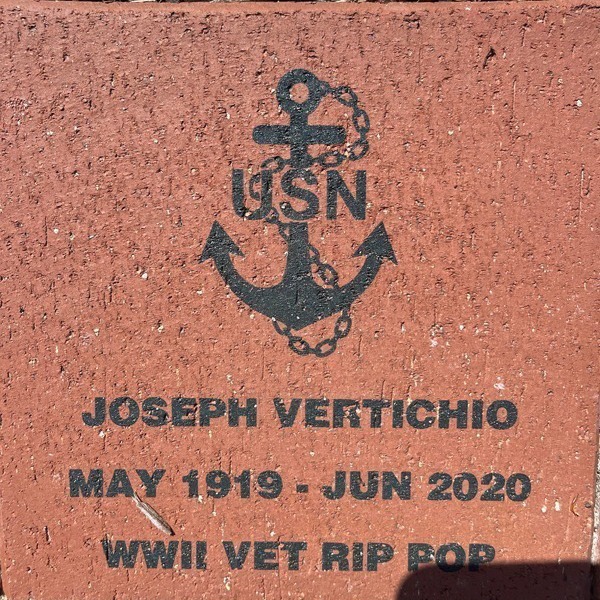 USN
JOSEPH VERTICHIO
MAY 1919 - JUN 2020
WWII VET RIP POP